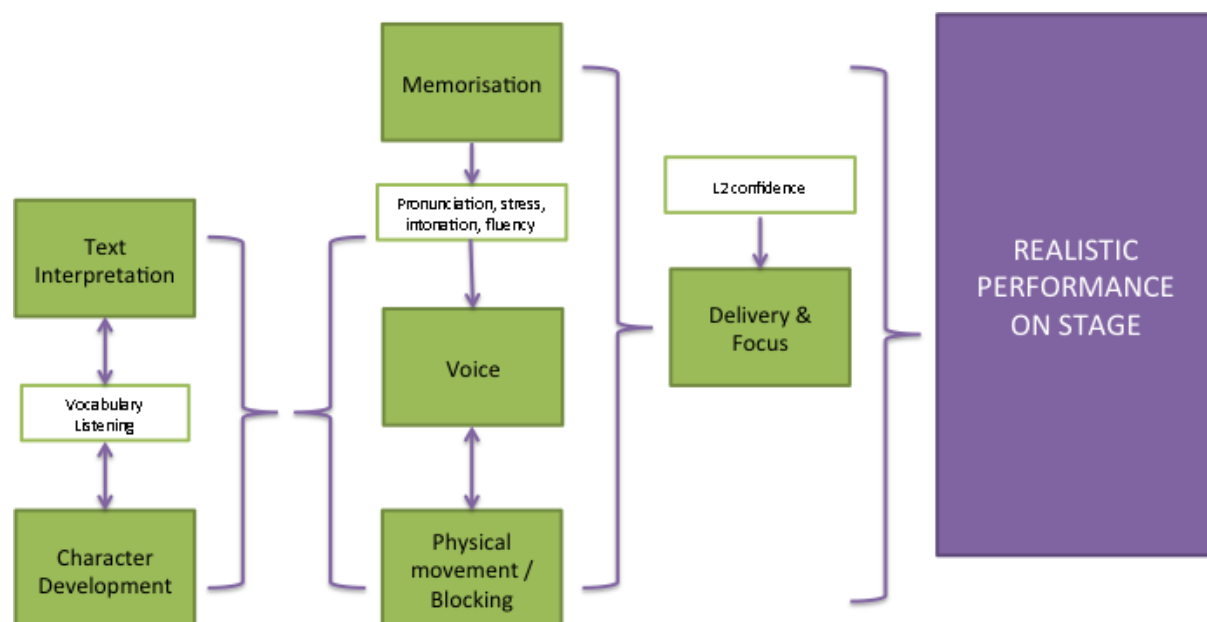 Text
Interpretation
Vocabulary
Listening
Character
Development
Memorisation
Pronunciation, stress,
intonation, fluency
Voice
Physical
movement /
Blocking
L2 confidence
Delivery &
Focus
REALISTIC
PERFORMANCE
ON STAGE